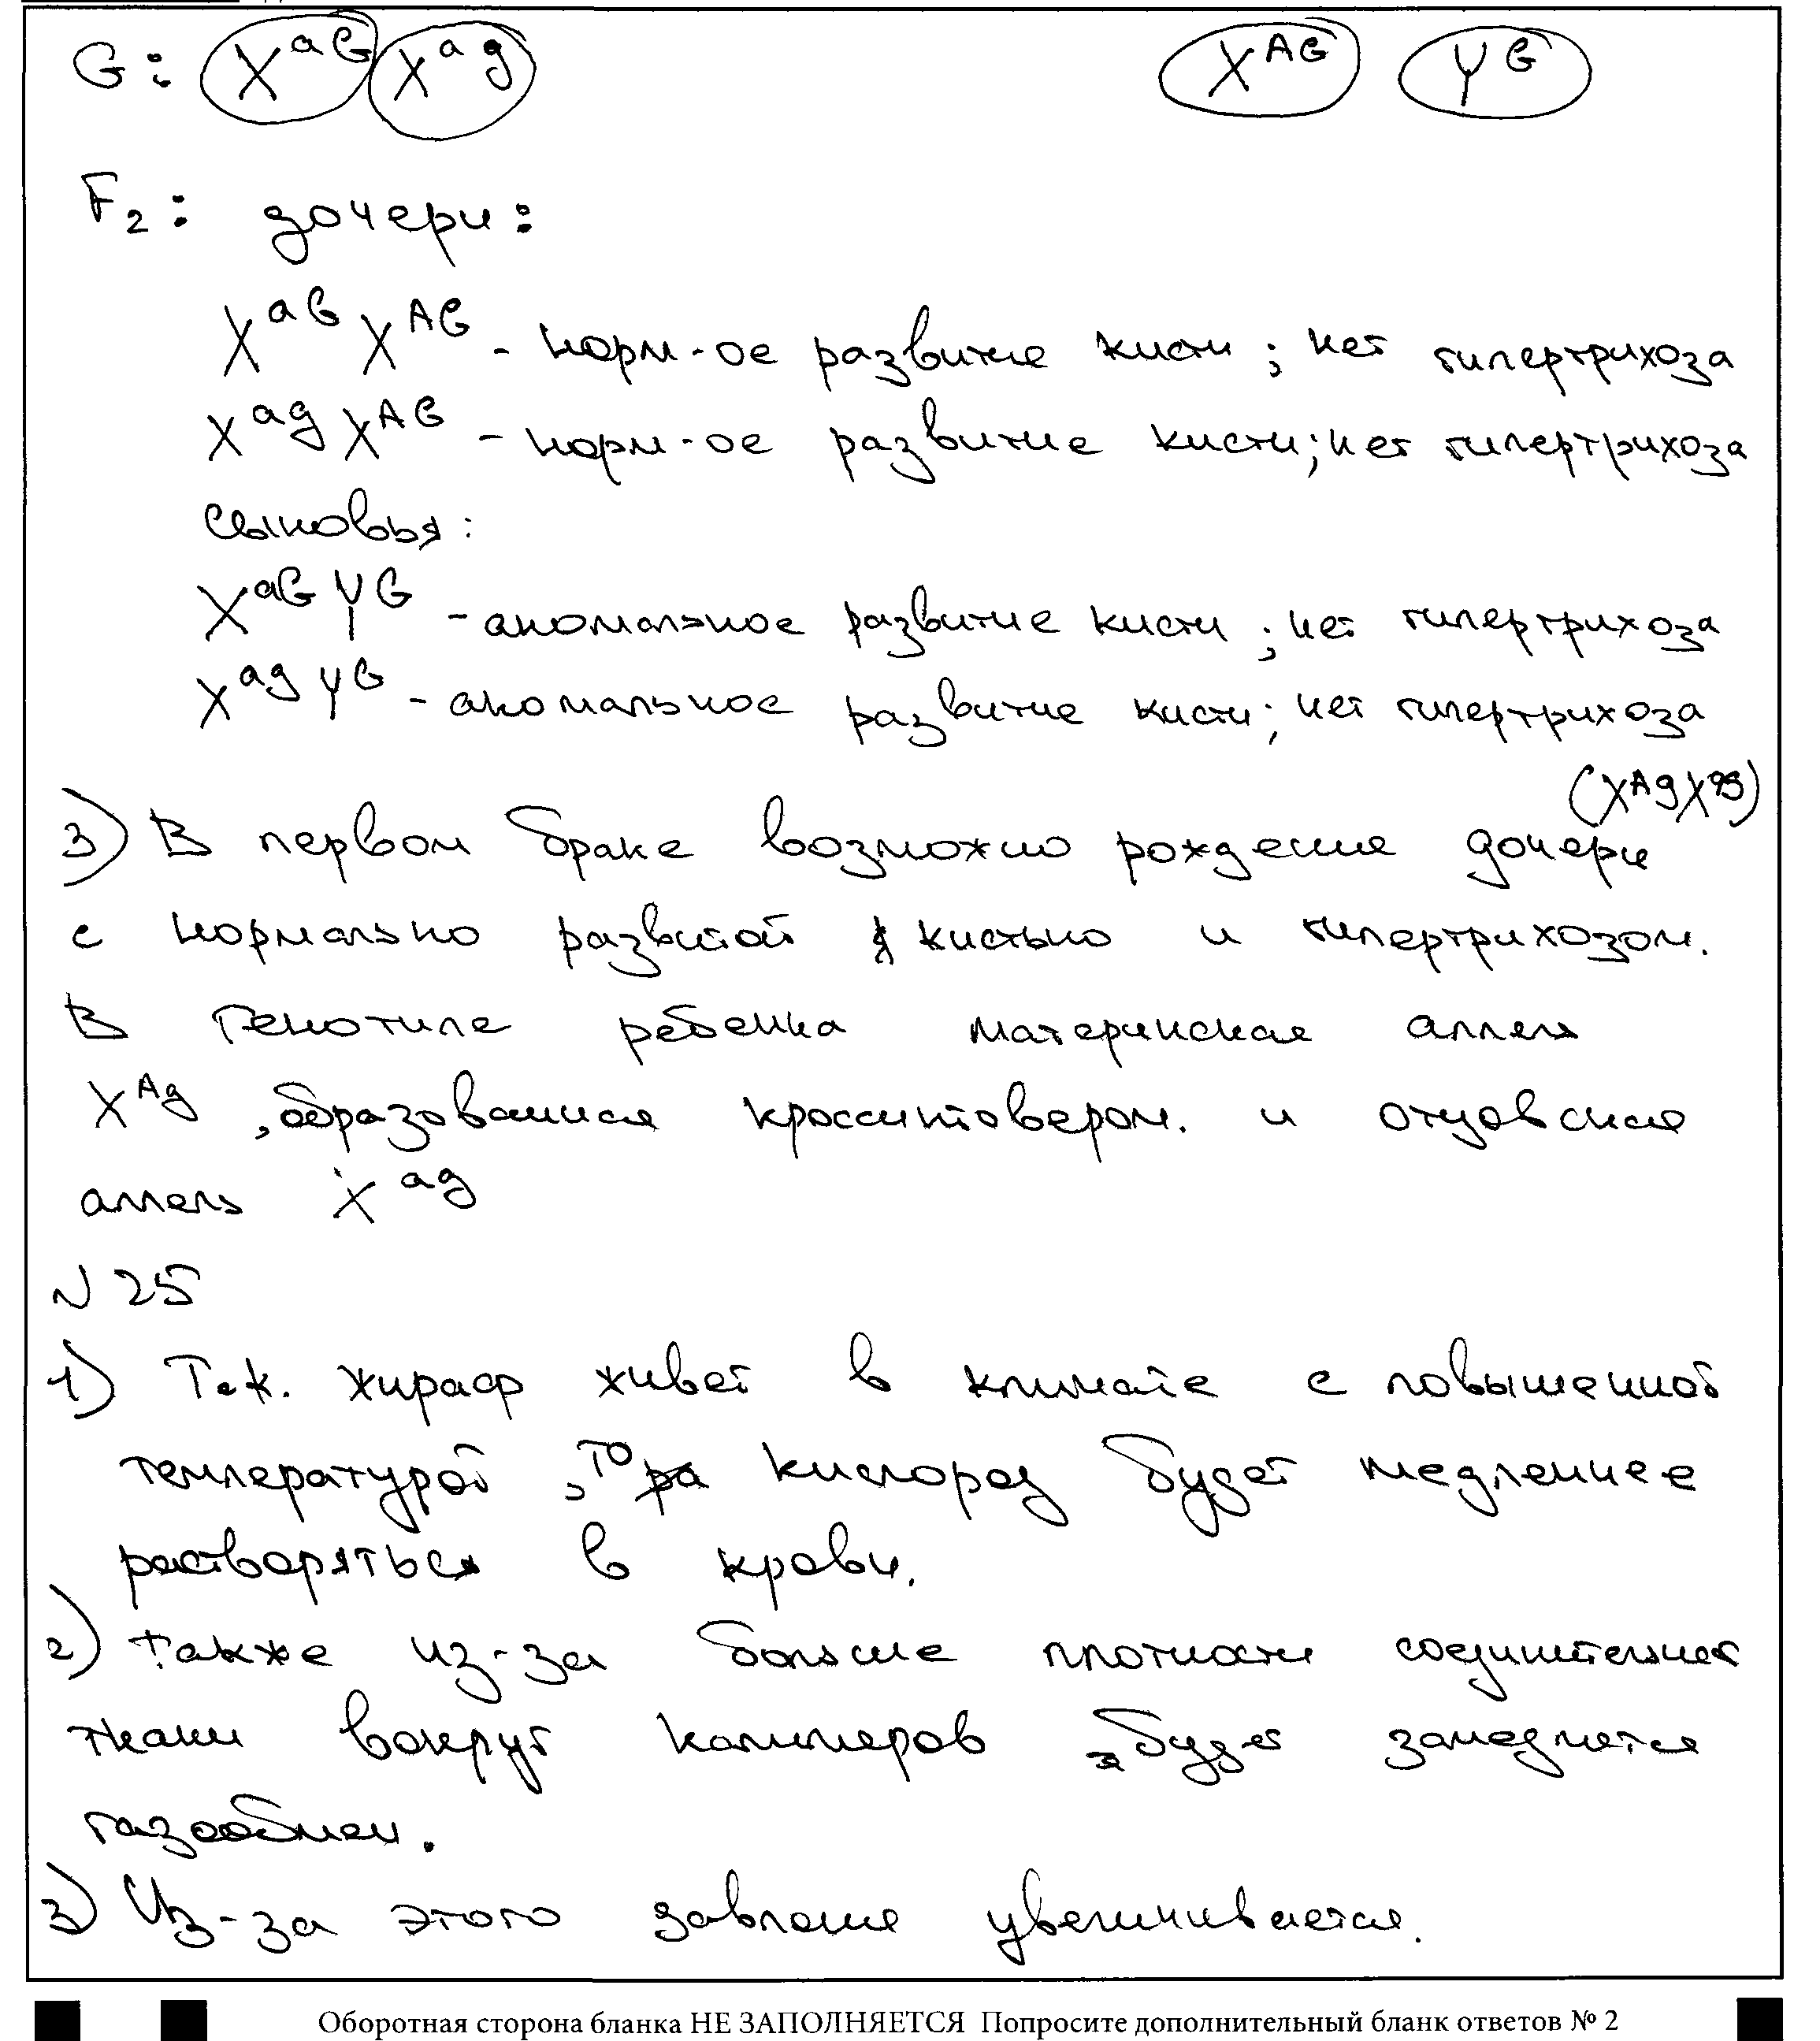 G: X^aB X^ab X^AB Y^B
F₂: дочери:
X^aB X^AB - норм-ое развитие кисти; нет гипертрихоза
X^ab X^AB - норм-ое развитие кисти; нет гипертрихоза
сыновья:
X^aB Y^B - аномальное развитие кисти; нет гипертрихоза
X^ab Y^B - аномальное развитие кисти; нет гипертрихоза
(X^Ab X^ab)
3) В первом браке возможно рождение дочери
с нормально развитой кистью и гипертрихозом.
В генотипе ребенка материнская аллель
X^Ab, образованная кроссинговером. и отцовская
аллель X^ab
№25
1) Т.к. жираф живет в климате с повышенной
температурой, то кислород будет медленнее
растворяться в крови.
2) также из-за больше плотности соединительной
ткани вокруг будет замедлятся
газообмен.
3) Из-за этого давление увеличивается.
Оборотная сторона бланка НЕ ЗАПОЛНЯЕТСЯ Попросите дополнительный бланк ответов № 2